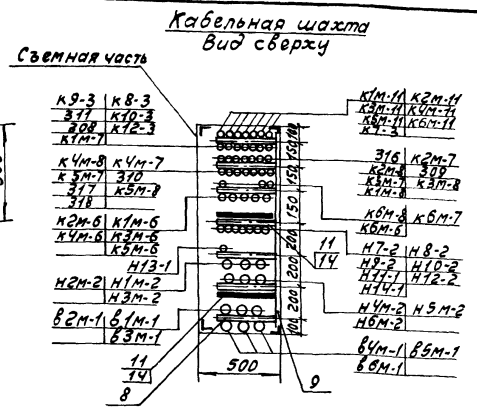 Кабельная шахта
Вид сверху
Съемная часть
к9-3 к8-3
311 к10-3
308 к12-3
к1м-7
к4м-8 к4м-7
к5м-7 310
317 к5м-8
318
к2м-6 к1м-6
к4м-6 к3м-6
к5м-6
н13-1
н2м-2 н1м-2
н3м-2
в2м-1 в1м-1
в3м-1
11
14
8
к1м-11 к2м-11
к3м-11 к4м-11
к5м-11 к6м-11
к7-3
316 к2м-7
к2м-8 309
к3м-7 к3м-8
к1м-8
к6м-8 к6м-7
к6м-6
н7-2 н8-2
н9-2 н10-2
н11-1 н12-2
н14-1
11
14
н4м-2 н5м-2
н6м-2
в4м-1 в5м-1
в6м-1
9
100
150
150
150
200
200
200
100
500